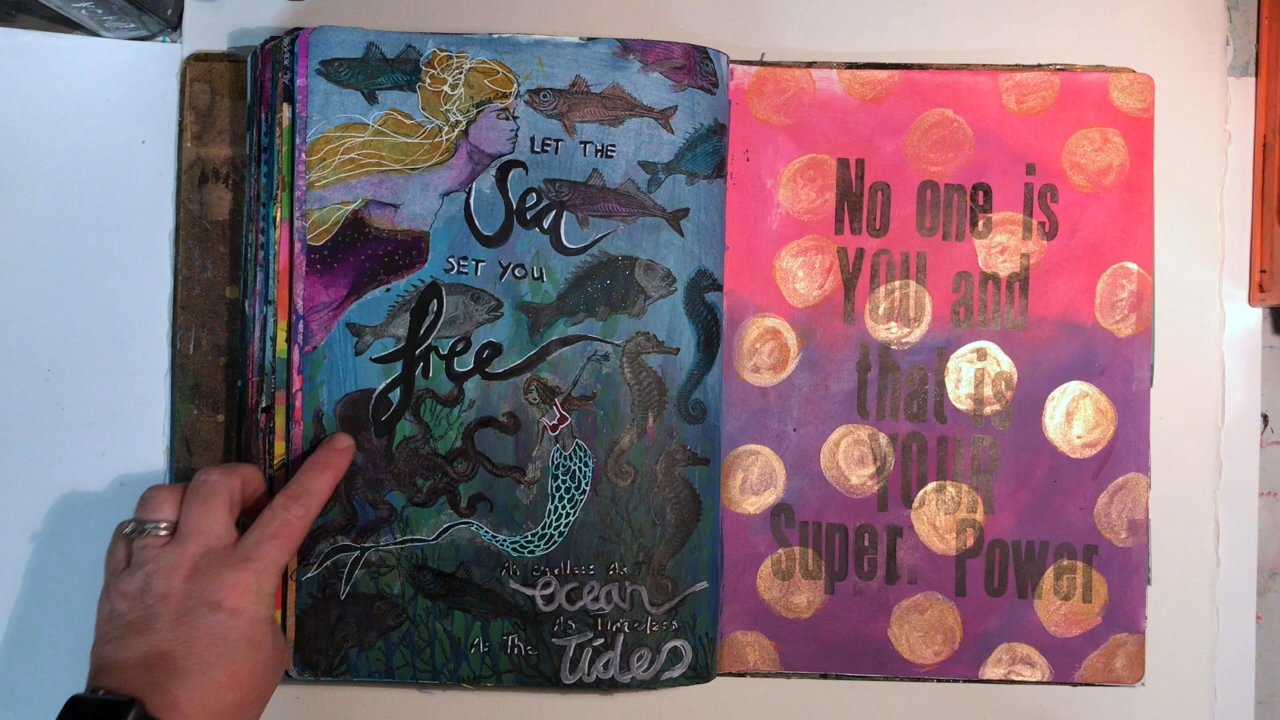 LET THE
Sea
SET YOU
free
As Endless As The
Ocean
As Timeless
As The Tides
No one is
YOU and
that is
YOUR
Super Power